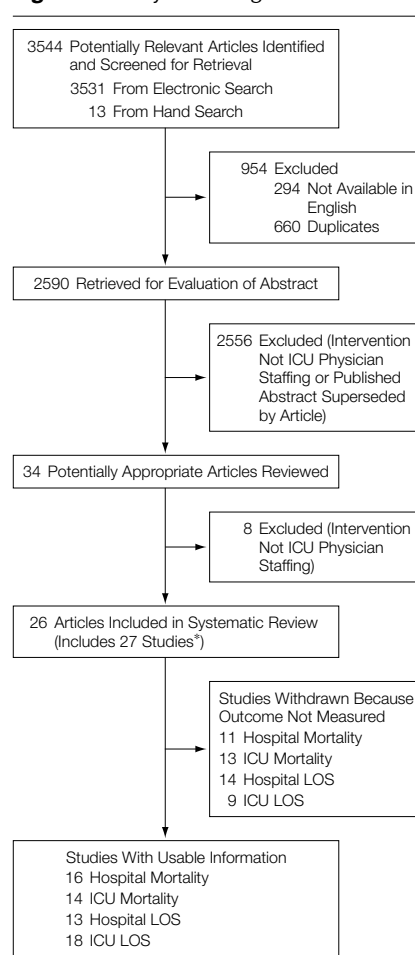 3544 Potentially Relevant Articles Identified
and Screened for Retrieval
3531 From Electronic Search
13 From Hand Search
954 Excluded
294 Not Available in
English
660 Duplicates
2590 Retrieved for Evaluation of Abstract
2556 Excluded (Intervention
Not ICU Physician
Staffing or Published
Abstract Superseded
by Article)
34 Potentially Appropriate Articles Reviewed
8 Excluded (Intervention
Not ICU Physician
Staffing)
26 Articles Included in Systematic Review
(Includes 27 Studies*)
Studies Withdrawn Because
Outcome Not Measured
11 Hospital Mortality
13 ICU Mortality
14 Hospital LOS
9 ICU LOS
Studies With Usable Information
16 Hospital Mortality
14 ICU Mortality
13 Hospital LOS
18 ICU LOS